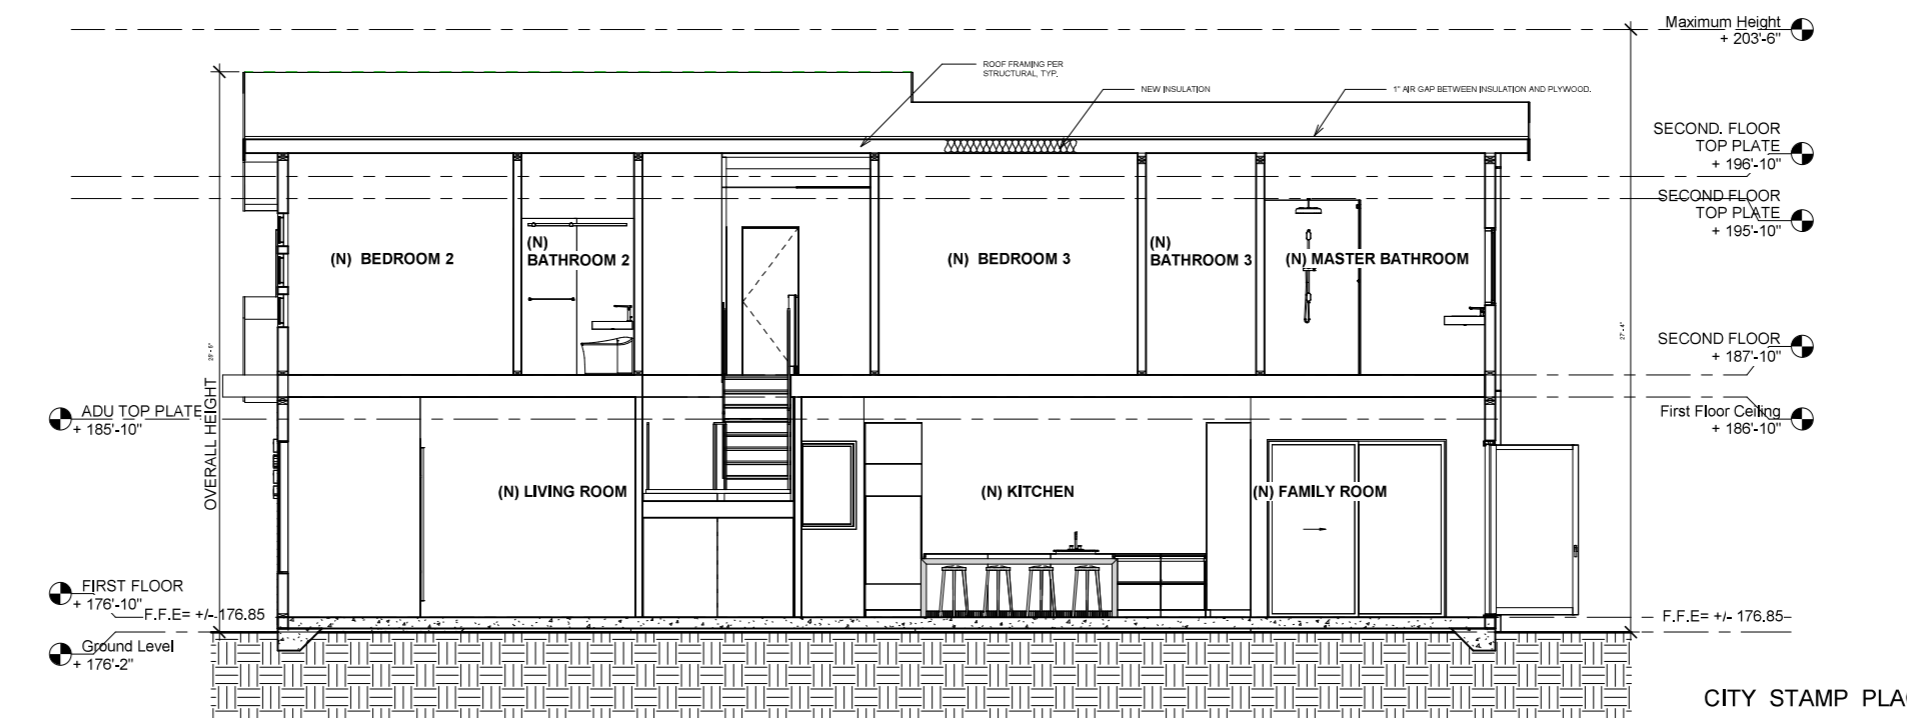 Maximum Height
+ 203'-6"
ROOF FRAMING PER
STRUCTURAL, TYP.
NEW INSULATION
1" AIR GAP BETWEEN INSULATION AND PLYWOOD.
SECOND. FLOOR
TOP PLATE
+ 196'-10"
SECOND FLOOR
TOP PLATE
+ 195'-10"
(N) BEDROOM 2
(N)
BATHROOM 2
(N) BEDROOM 3
(N)
BATHROOM 3
(N) MASTER BATHROOM
27'-4"
SECOND FLOOR
+ 187'-10"
OVERALL HEIGHT
ADU TOP PLATE
+ 185'-10"
First Floor Ceiling
+ 186'-10"
(N) LIVING ROOM
(N) KITCHEN
(N) FAMILY ROOM
FIRST FLOOR
+ 176'-10"
F.F.E= +/- 176.85
F.F.E= +/- 176.85
Ground Level
+ 176'-2"
CITY STAMP PLAC